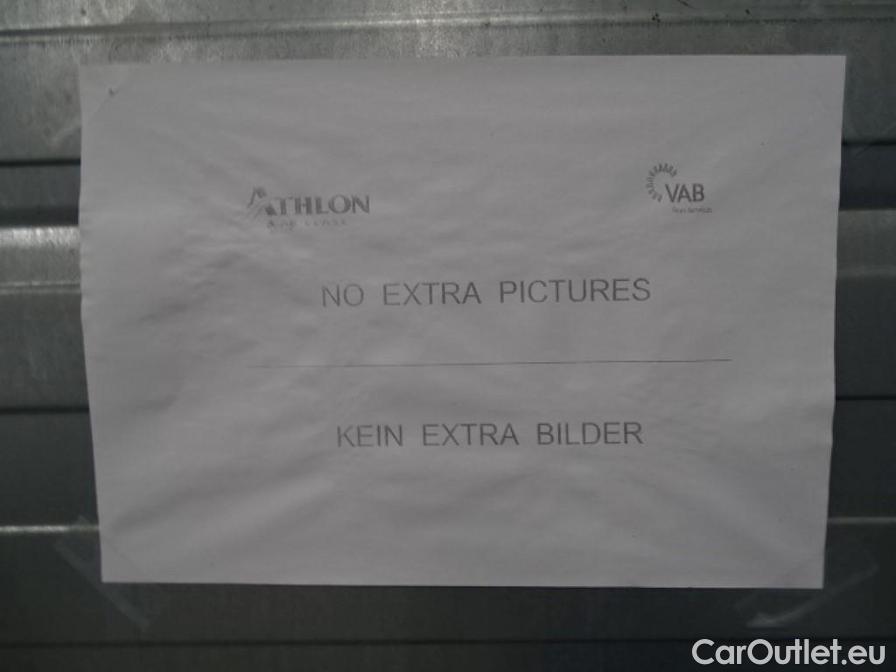 ATHLON
VAB
NO EXTRA PICTURES
KEIN EXTRA BILDER
CarOutlet.eu